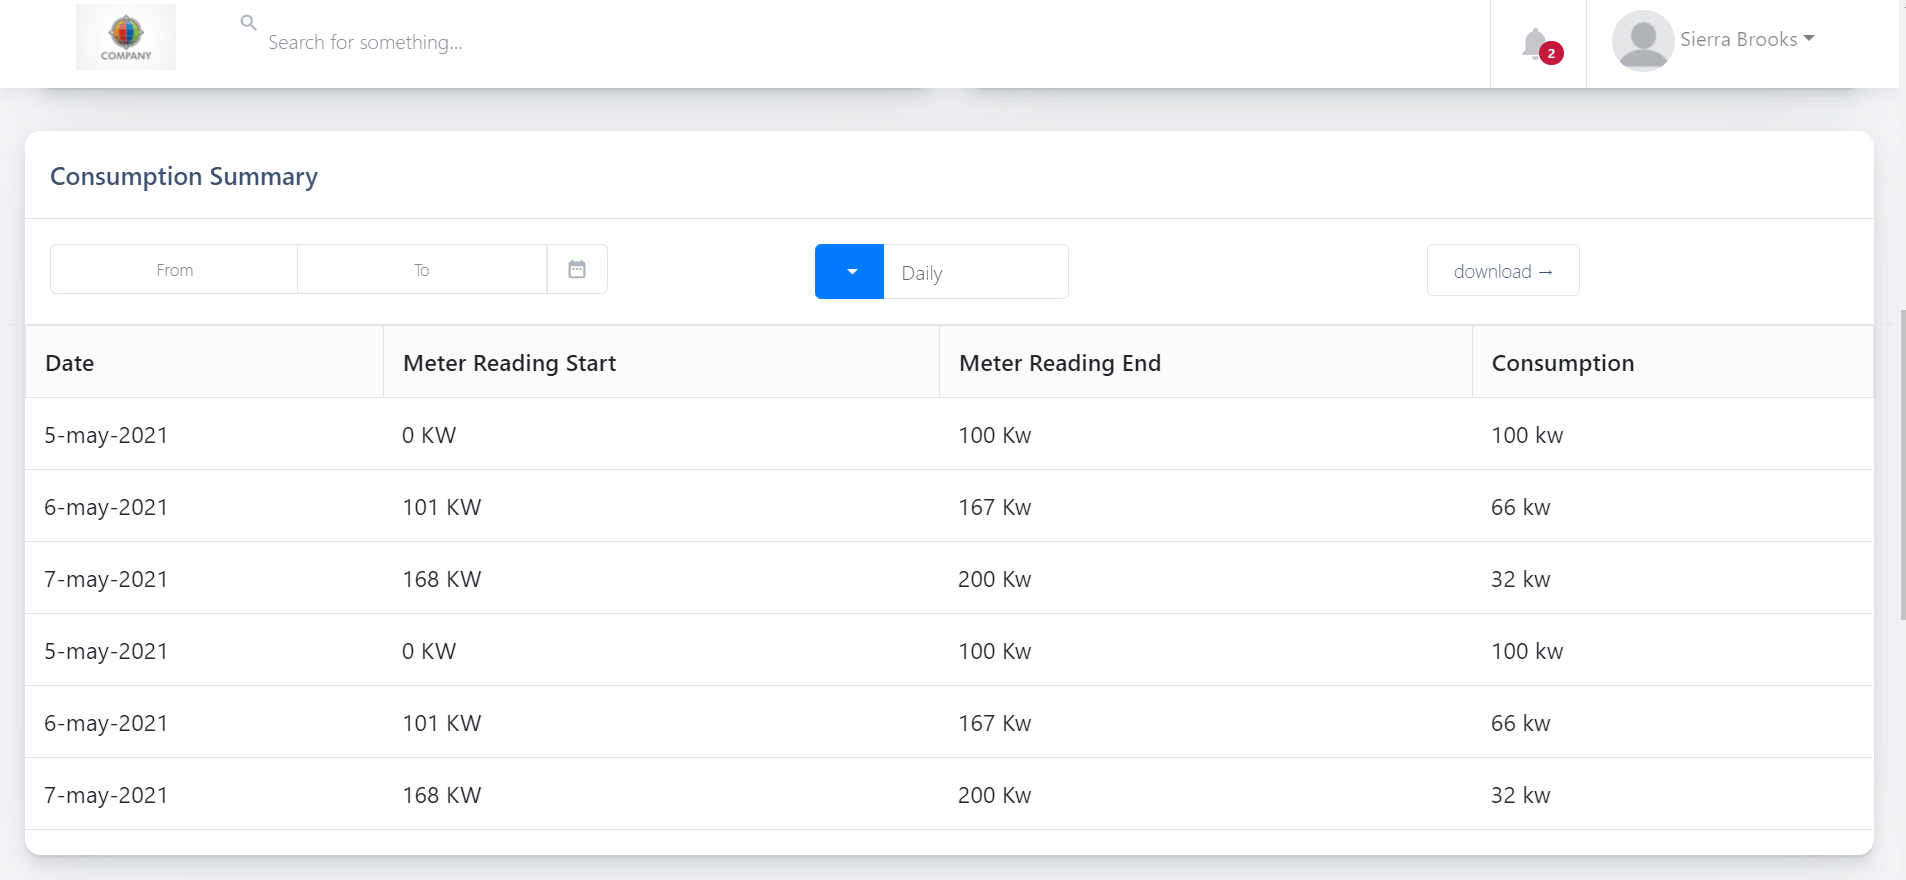 COMPANY
Search for something...
2
Sierra Brooks
Consumption Summary
From To
Daily
download →
Date Meter Reading Start Meter Reading End Consumption
5-may-2021 0 KW 100 Kw 100 kw
6-may-2021 101 KW 167 Kw 66 kw
7-may-2021 168 KW 200 Kw 32 kw
5-may-2021 0 KW 100 Kw 100 kw
6-may-2021 101 KW 167 Kw 66 kw
7-may-2021 168 KW 200 Kw 32 kw